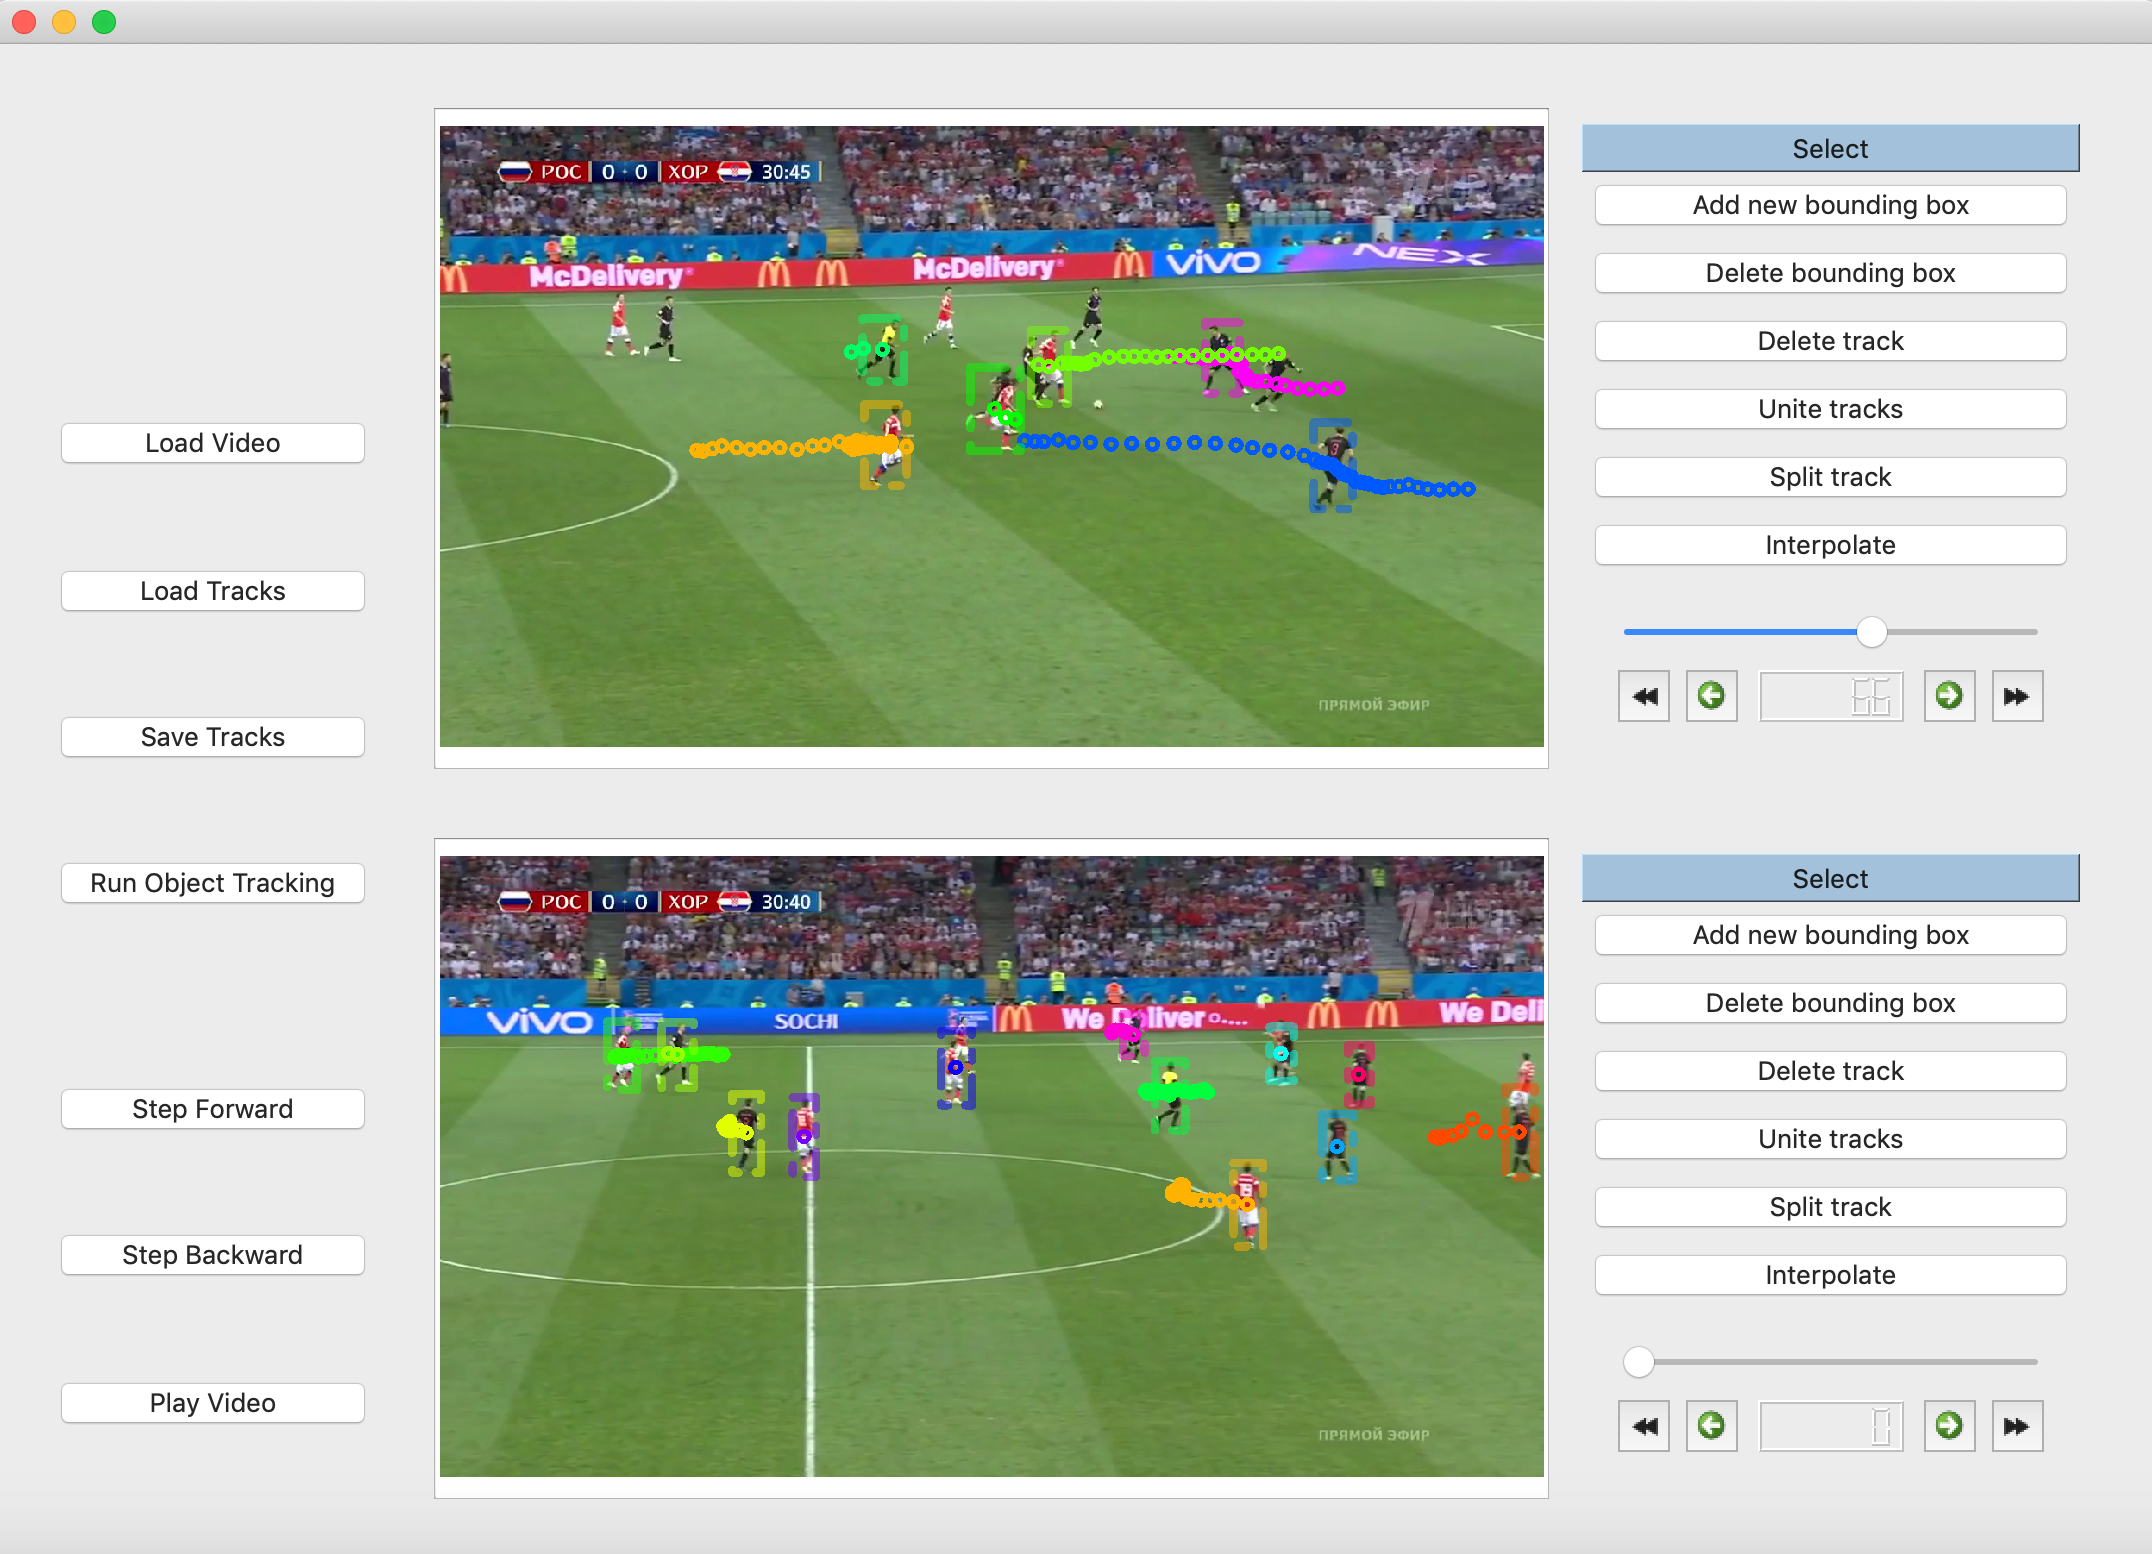 Load Video
Load Tracks
Save Tracks
Run Object Tracking
Step Forward
Step Backward
Play Video
РОС 0 - 0 ХОР 30:45
McDelivery McDelivery vivo NEX
3
ПРЯМОЙ ЭФИР
Select
Add new bounding box
Delete bounding box
Delete track
Unite tracks
Split track
Interpolate
66
РОС 0 - 0 ХОР 30:40
vivo SOCHI We Deliver We Deli
ПРЯМОЙ ЭФИР
Select
Add new bounding box
Delete bounding box
Delete track
Unite tracks
Split track
Interpolate
0